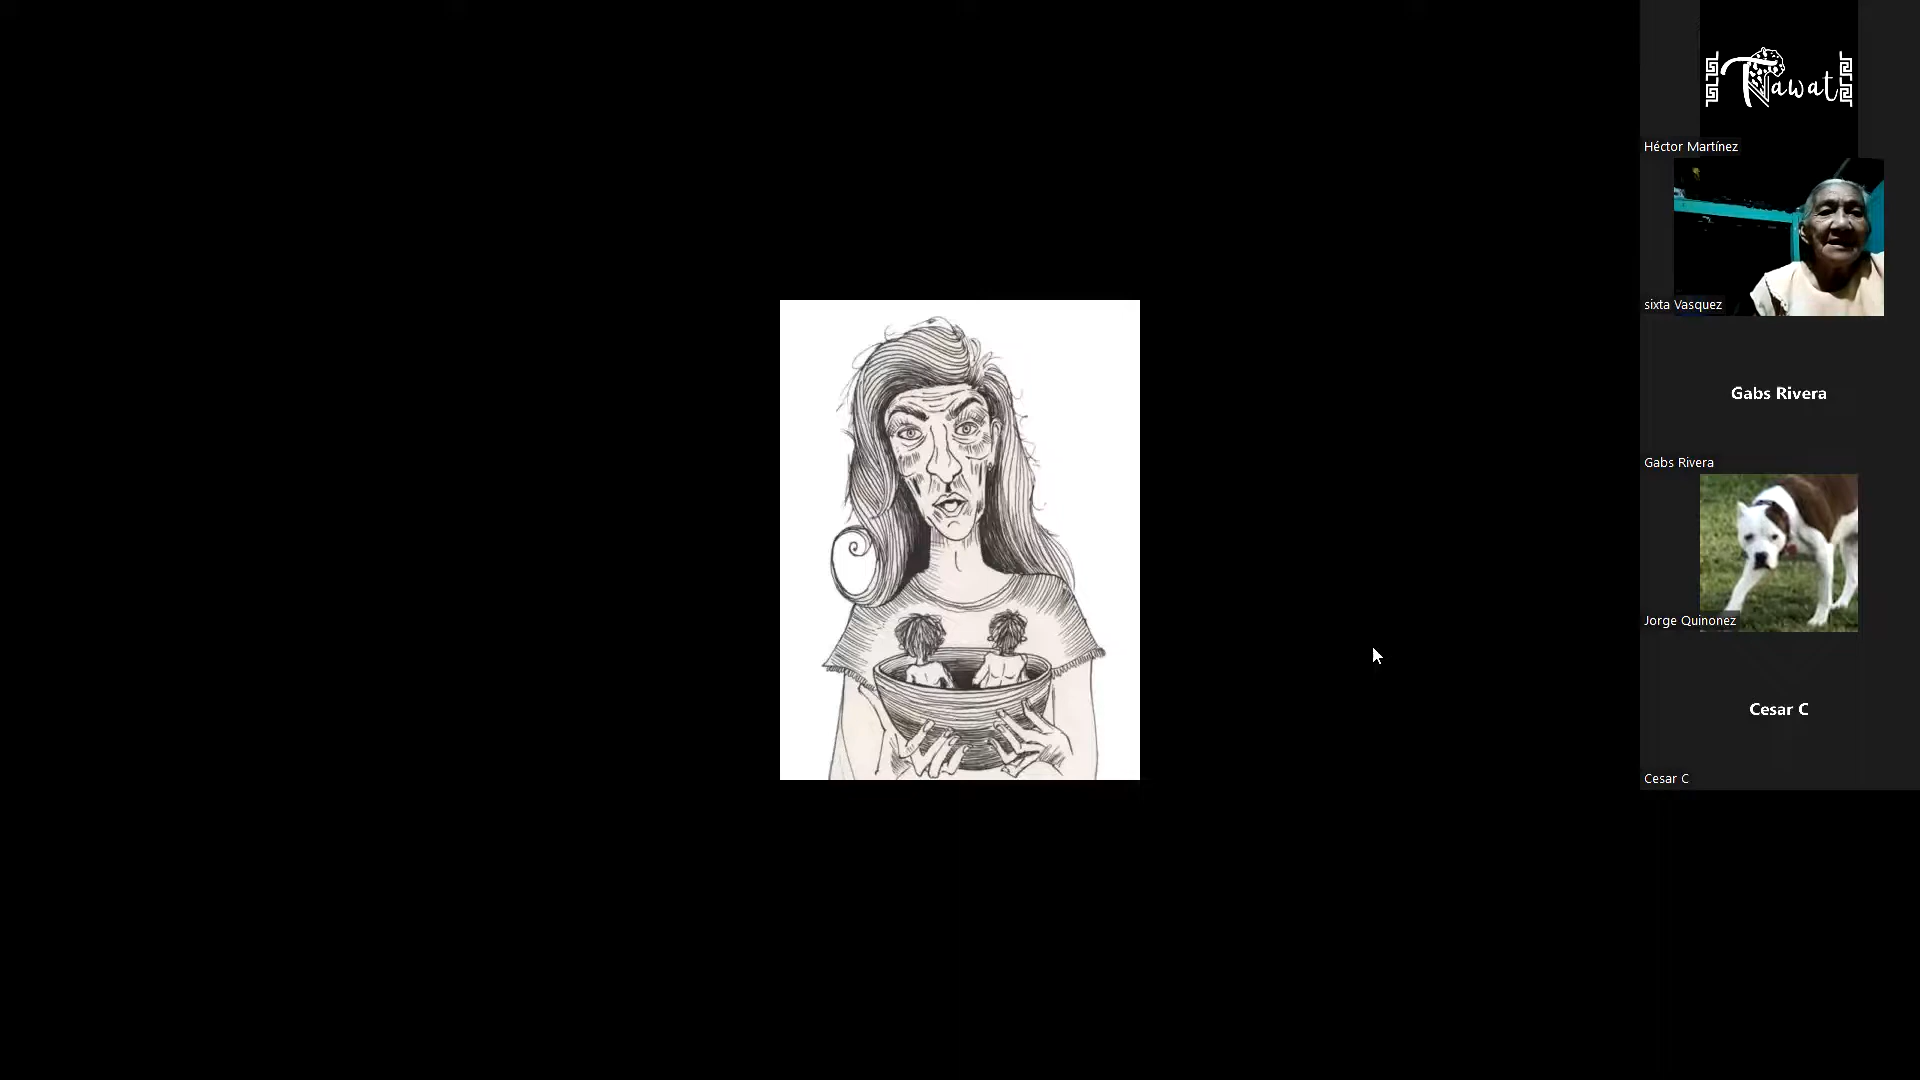 Tawat
Héctor Martínez
sixta Vasquez
Gabs Rivera
Gabs Rivera
Jorge Quinonez
Cesar C
Cesar C